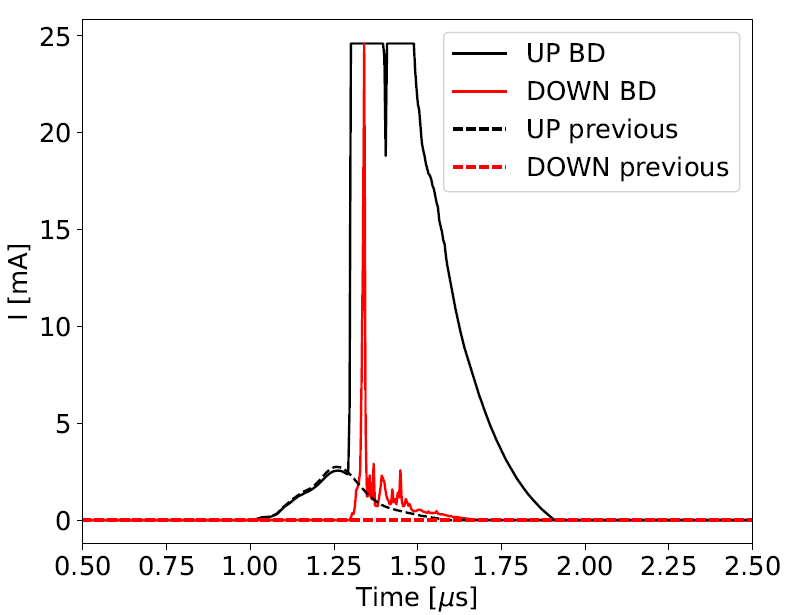 25
20
15
10
5
0
I [mA]
UP BD
DOWN BD
UP previous
DOWN previous
0.50 0.75 1.00 1.25 1.50 1.75 2.00 2.25 2.50
Time [μs]